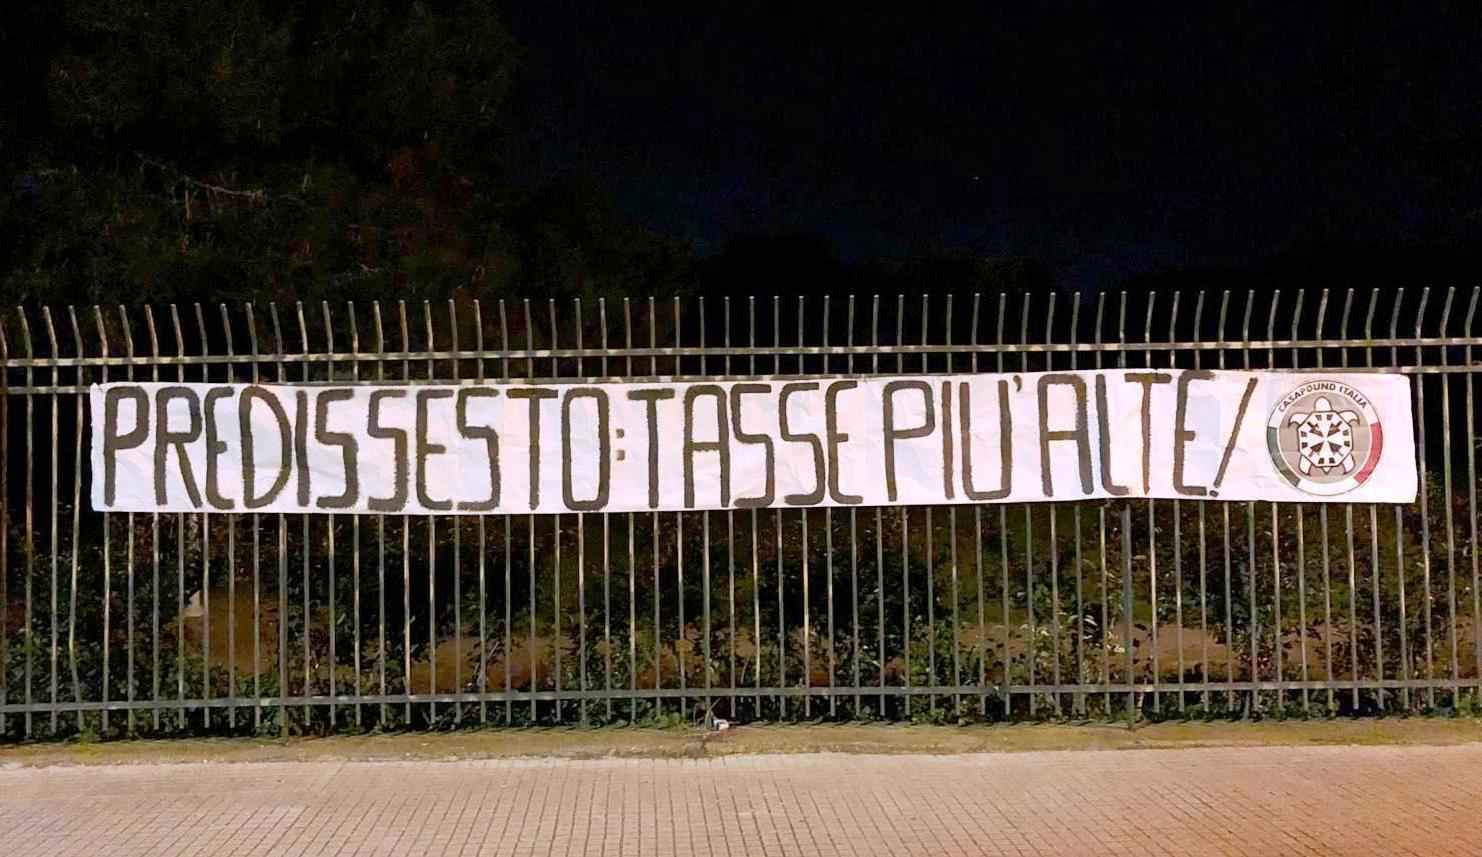 PREDISSESTO: TASSE PIU' ALTE!
CASAPOUND ITALIA